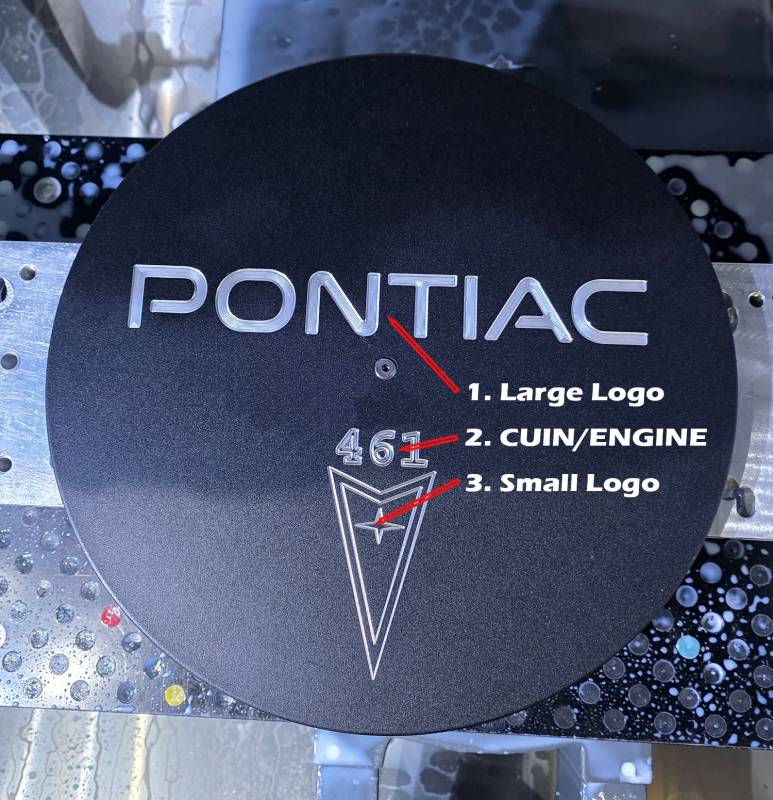 PONTIAC
1. Large Logo
461
2. CUIN/ENGINE
3. Small Logo